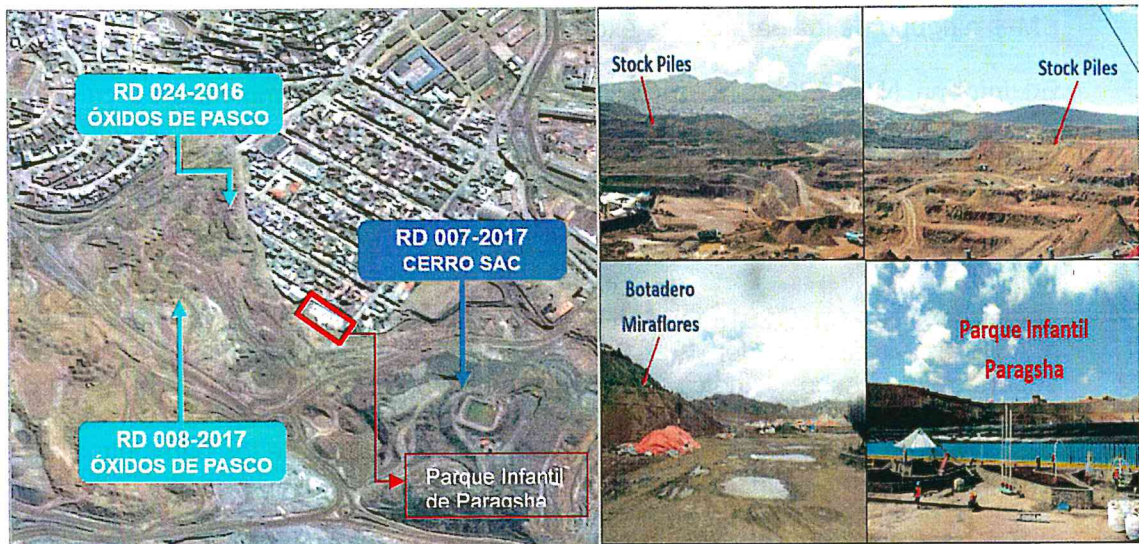 RD 024-2016
ÓXIDOS DE PASCO
RD 007-2017
CERRO SAC
RD 008-2017
ÓXIDOS DE PASCO
Parque Infantil
de Paragsha
Stock Piles
Stock Piles
Botadero
Miraflores
Parque Infantil
Paragsha